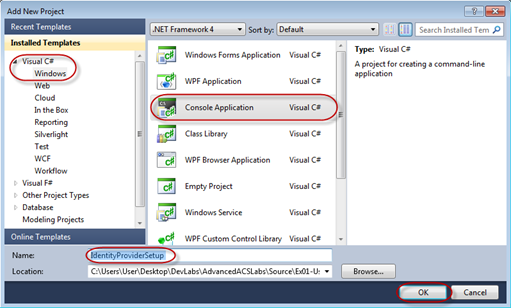 Add New Project
Recent Templates
Installed Templates
Visual C#
Windows
Web
Cloud
In the Box
Reporting
Silverlight
Test
WCF
Workflow
Visual F#
Other Project Types
Database
Modeling Projects
Online Templates
.NET Framework 4
Sort by:
Default
Search Installed Tem
Windows Forms Application Visual C#
WPF Application Visual C#
Console Application Visual C#
Class Library Visual C#
WPF Browser Application Visual C#
Empty Project Visual C#
Windows Service Visual C#
WPF Custom Control Library Visual C#
Type: Visual C#
A project for creating a command-line
application
Name: IdentityProviderSetup
Location: C:\Users\User\Desktop\DevLabs\AdvancedACSLabs\Source\Ex01-Us
Browse...
OK
Cancel